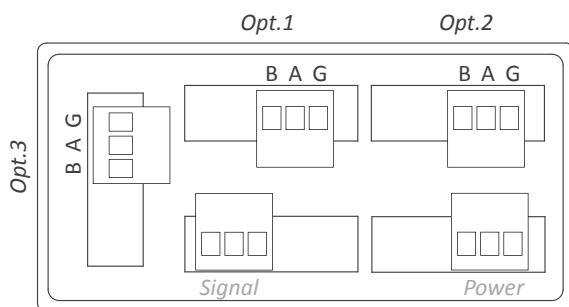 Opt.1
Opt.2
B A G
B A G
Opt.3
B A G
Signal
Power